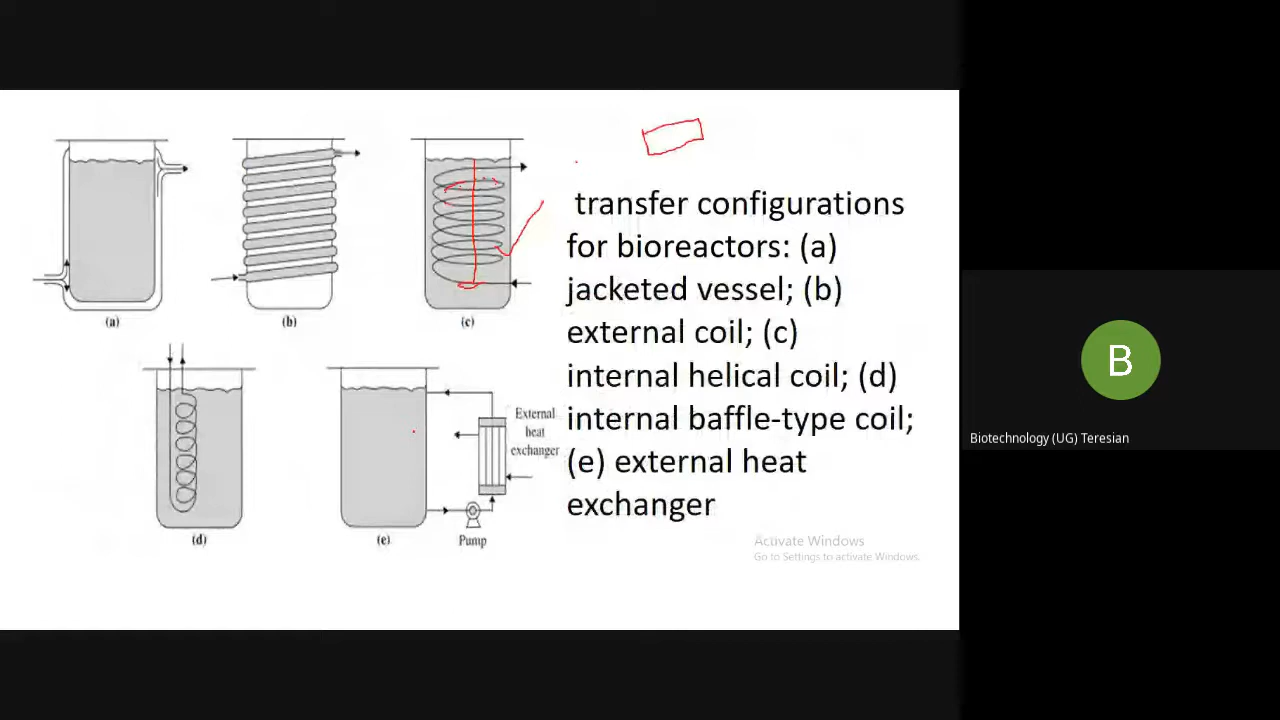 (a)
(b)
(c)
External
heat
exchanger
(d)
(e)
Pump
transfer configurations
for bioreactors: (a)
jacketed vessel; (b)
external coil; (c)
internal helical coil; (d)
internal baffle-type coil;
(e) external heat
exchanger
Activate Windows
Go to Settings to activate Windows.
B
Biotechnology (UG) Teresian